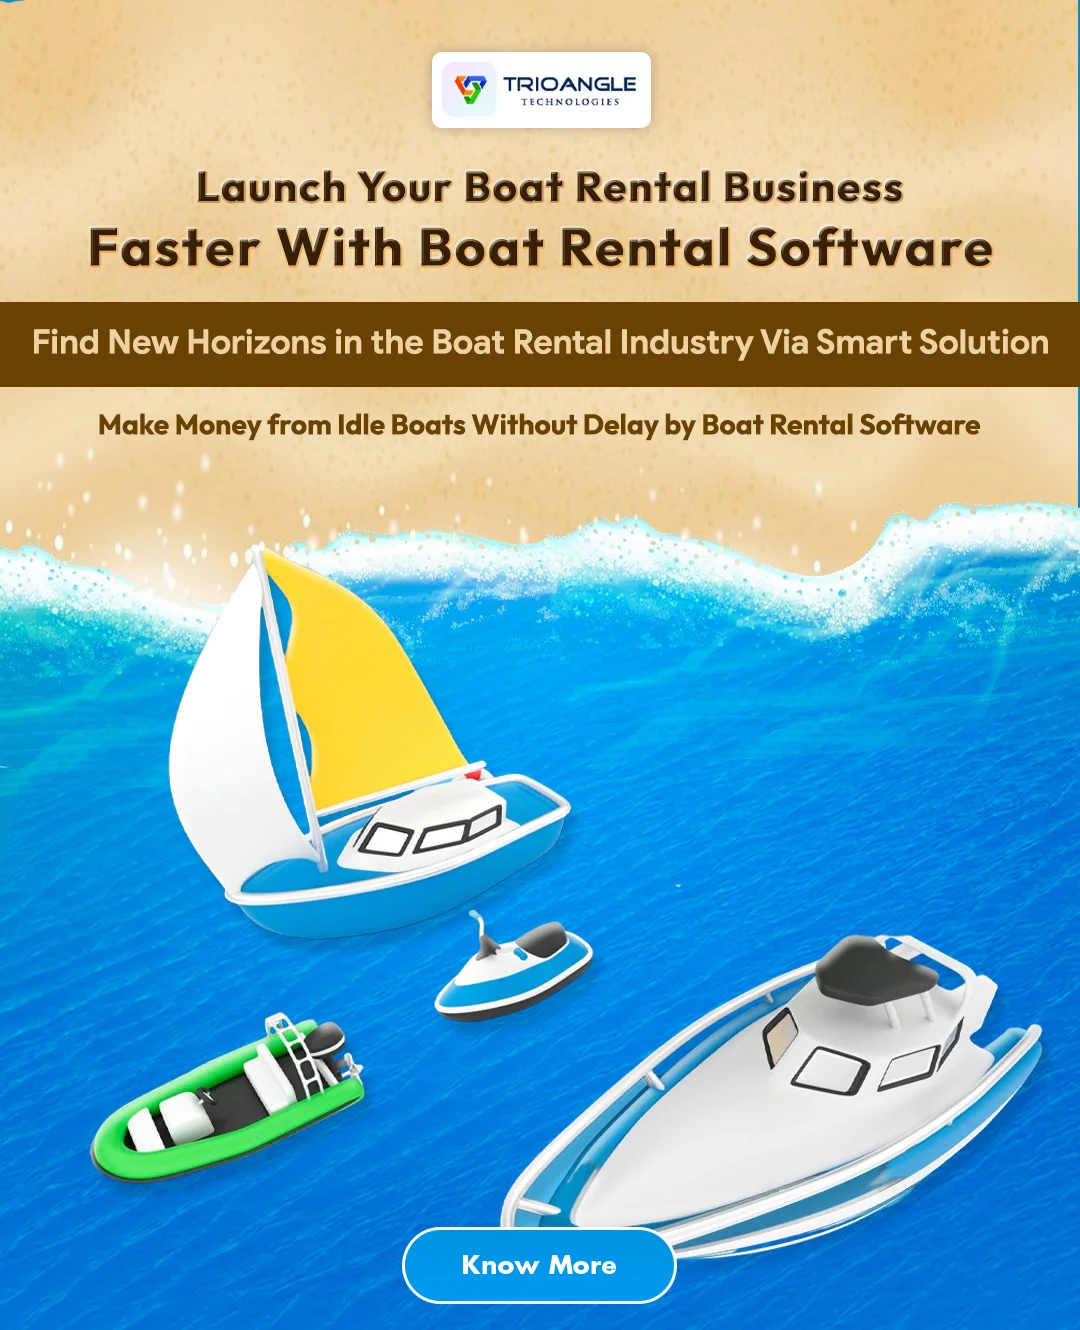 TRIOANGLE
TECHNOLOGIES
Launch Your Boat Rental Business
Faster With Boat Rental Software
Find New Horizons in the Boat Rental Industry Via Smart Solution
Make Money from Idle Boats Without Delay by Boat Rental Software
Know More